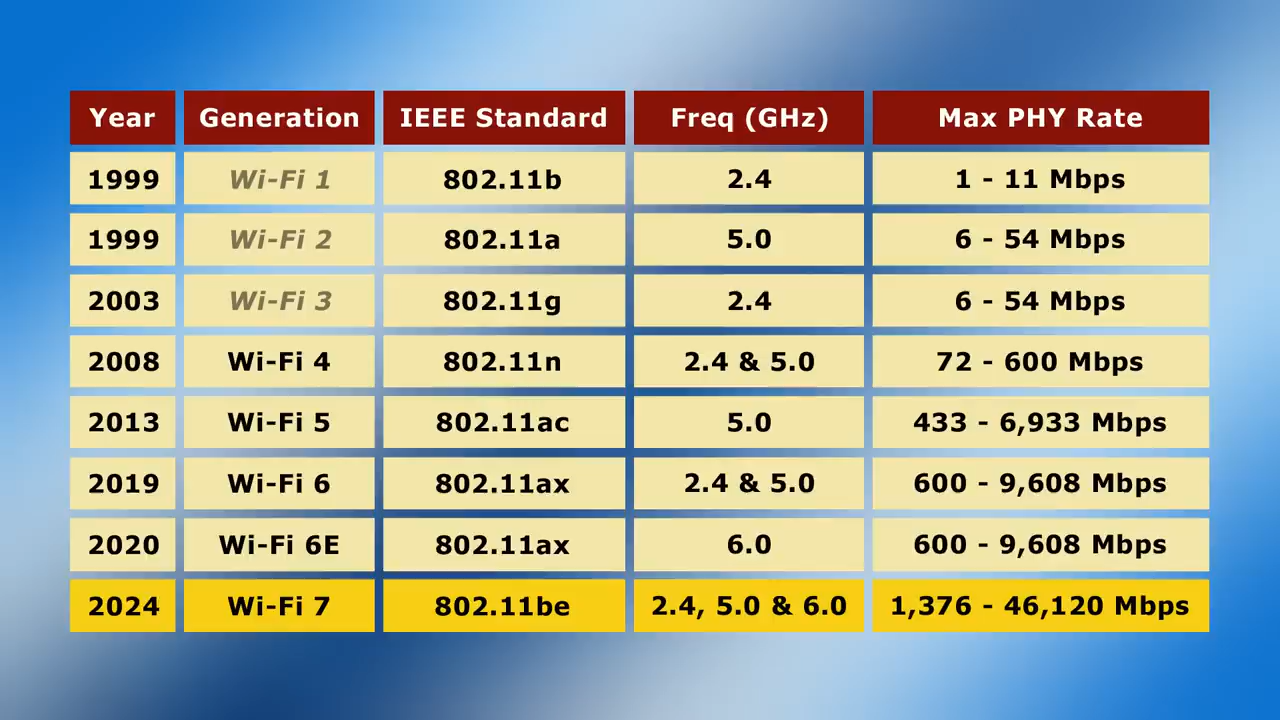 Year Generation IEEE Standard Freq (GHz) Max PHY Rate
1999 Wi-Fi 1 802.11b 2.4 1 - 11 Mbps
1999 Wi-Fi 2 802.11a 5.0 6 - 54 Mbps
2003 Wi-Fi 3 802.11g 2.4 6 - 54 Mbps
2008 Wi-Fi 4 802.11n 2.4 & 5.0 72 - 600 Mbps
2013 Wi-Fi 5 802.11ac 5.0 433 - 6,933 Mbps
2019 Wi-Fi 6 802.11ax 2.4 & 5.0 600 - 9,608 Mbps
2020 Wi-Fi 6E 802.11ax 6.0 600 - 9,608 Mbps
2024 Wi-Fi 7 802.11be 2.4, 5.0 & 6.0 1,376 - 46,120 Mbps